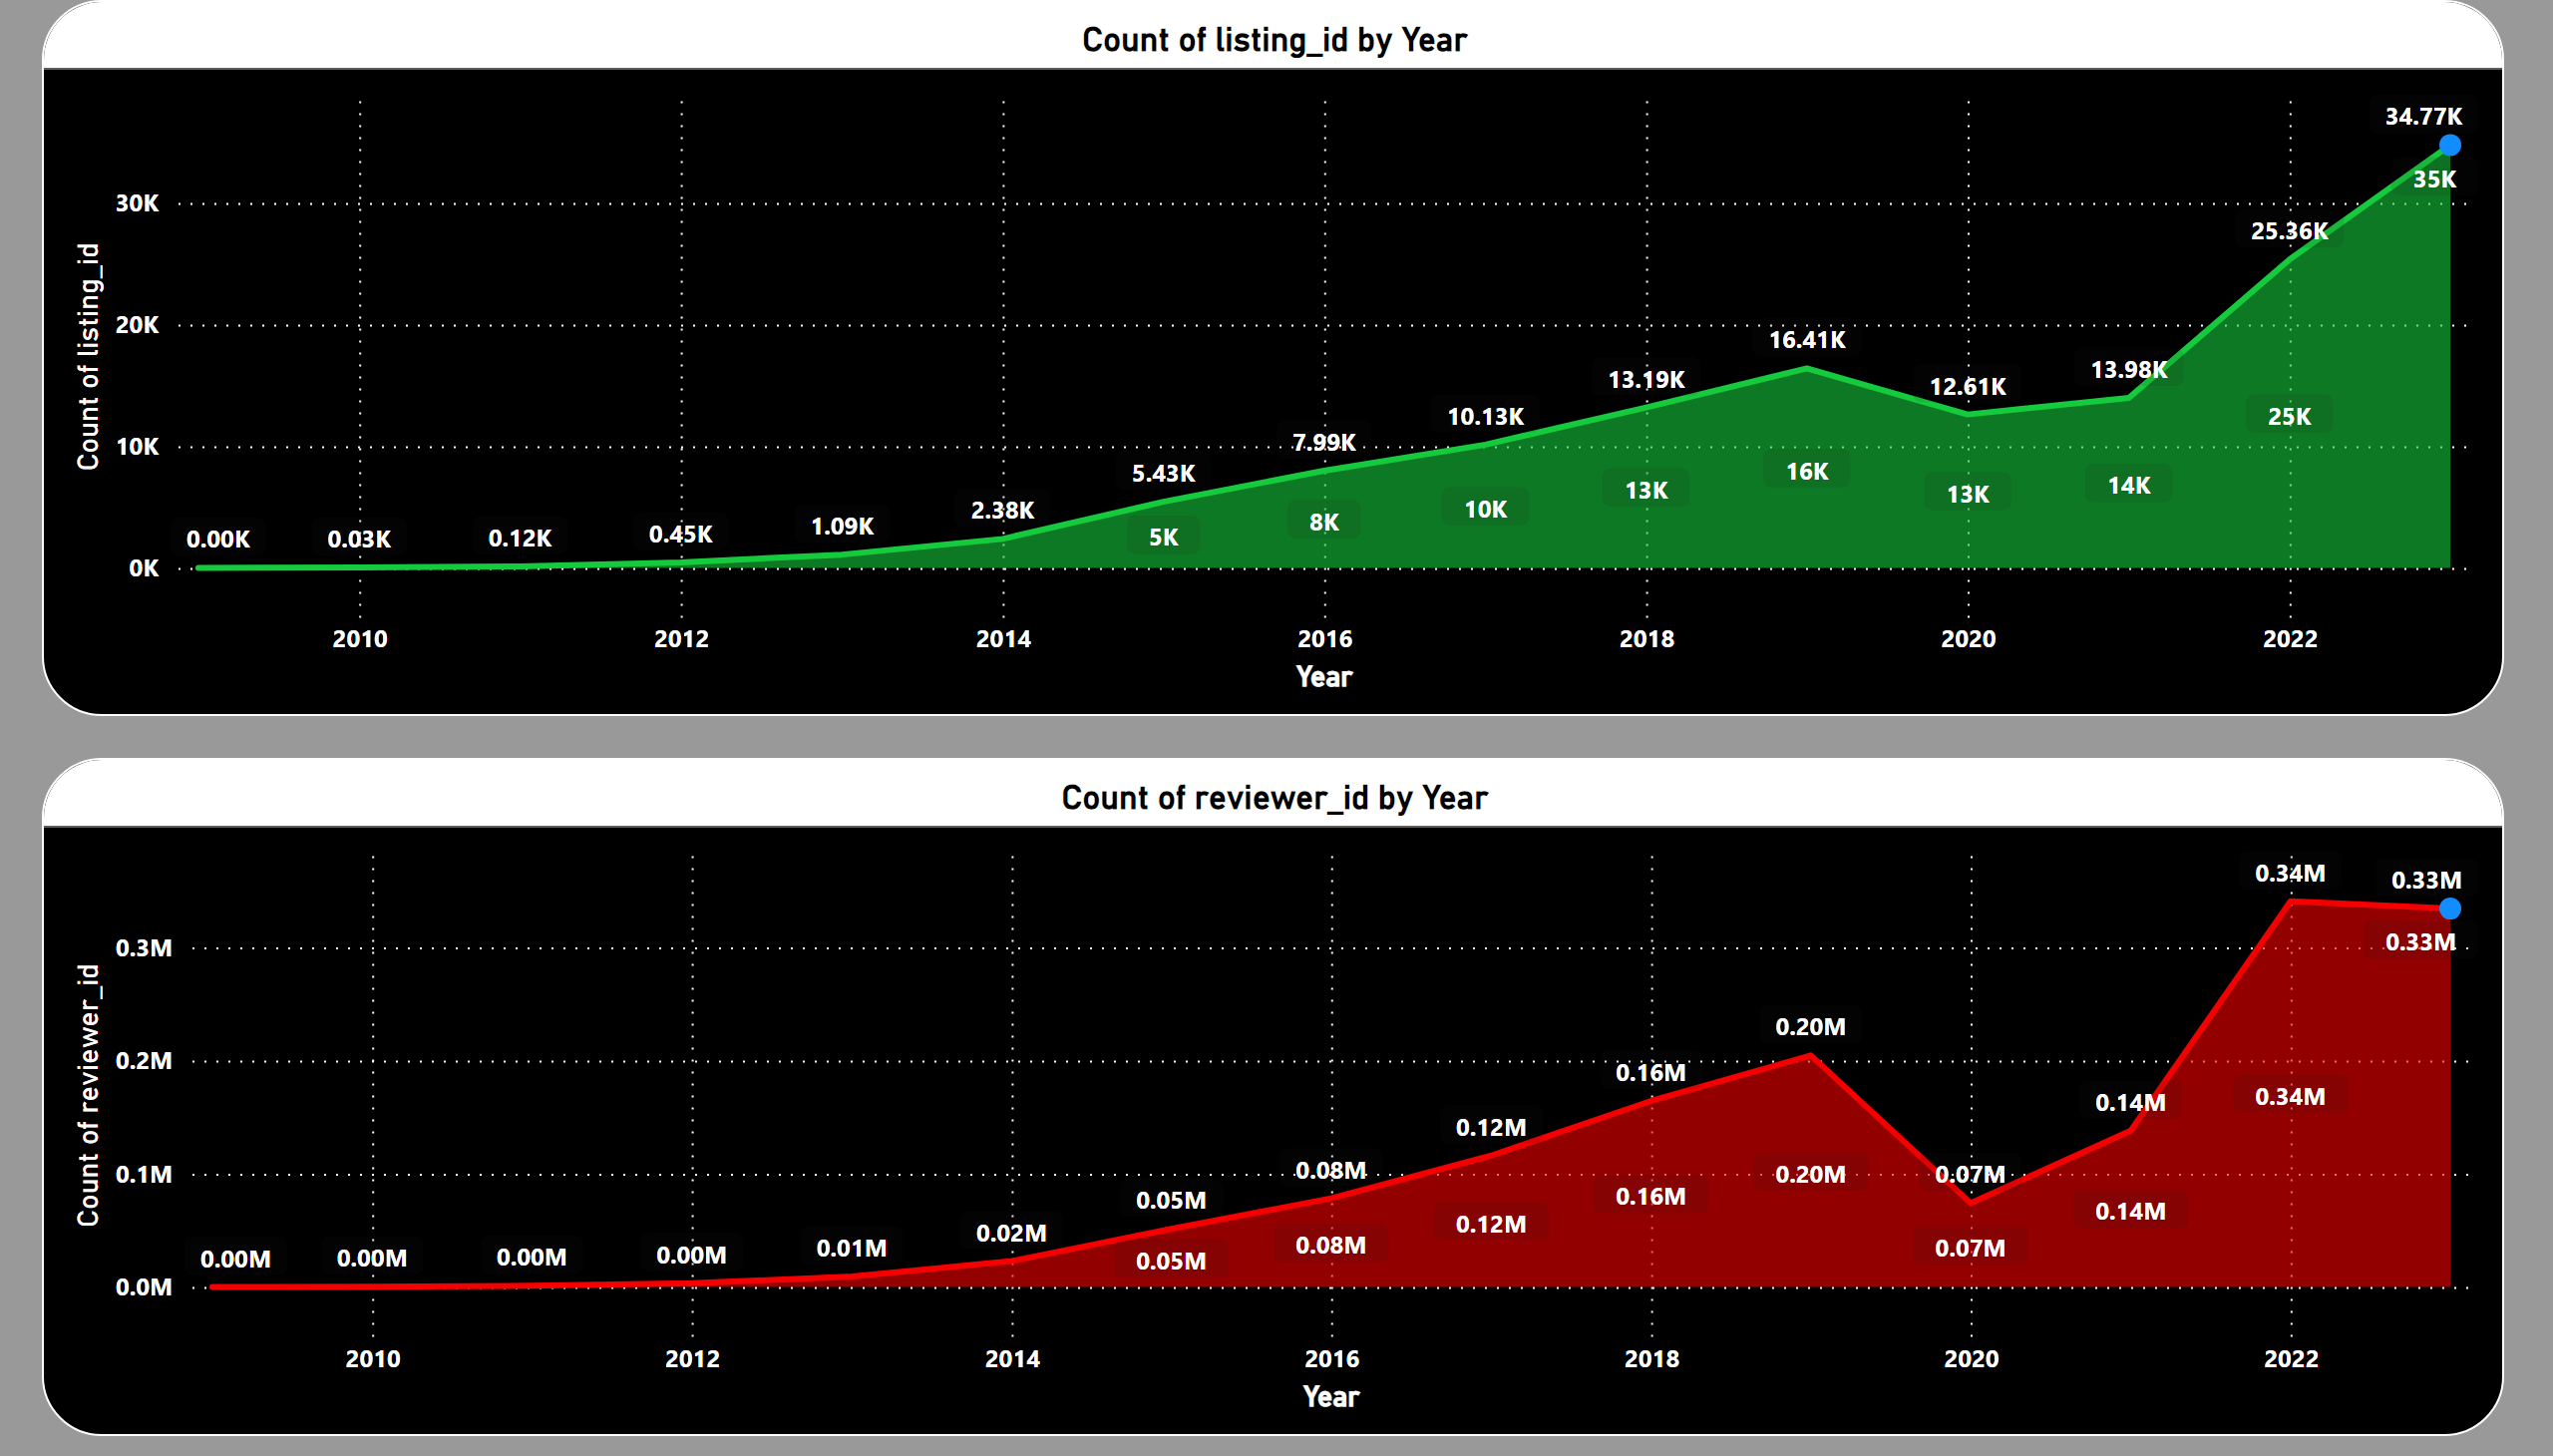 Count of listing_id by Year
34.77K
35K
30K
25.36K
20K
16.41K
13.98K
13.19K
12.61K
10.13K
25K
7.99K
10K
5.43K
16K
14K
13K
13K
2.38K
10K
8K
1.09K
0.45K
5K
0.00K
0.03K
0.12K
0K
Count of listing_id
2010
2012
2014
2016
2018
2020
2022
Year
Count of reviewer_id by Year
0.34M
0.33M
0.33M
0.3M
0.20M
0.2M
0.16M
0.14M
0.34M
0.12M
0.08M
0.1M
0.20M
0.07M
0.05M
0.16M
0.14M
0.12M
0.02M
0.08M
0.07M
0.01M
0.00M
0.00M
0.00M
0.00M
0.05M
0.0M
Count of reviewer_id
2010
2012
2014
2016
2018
2020
2022
Year